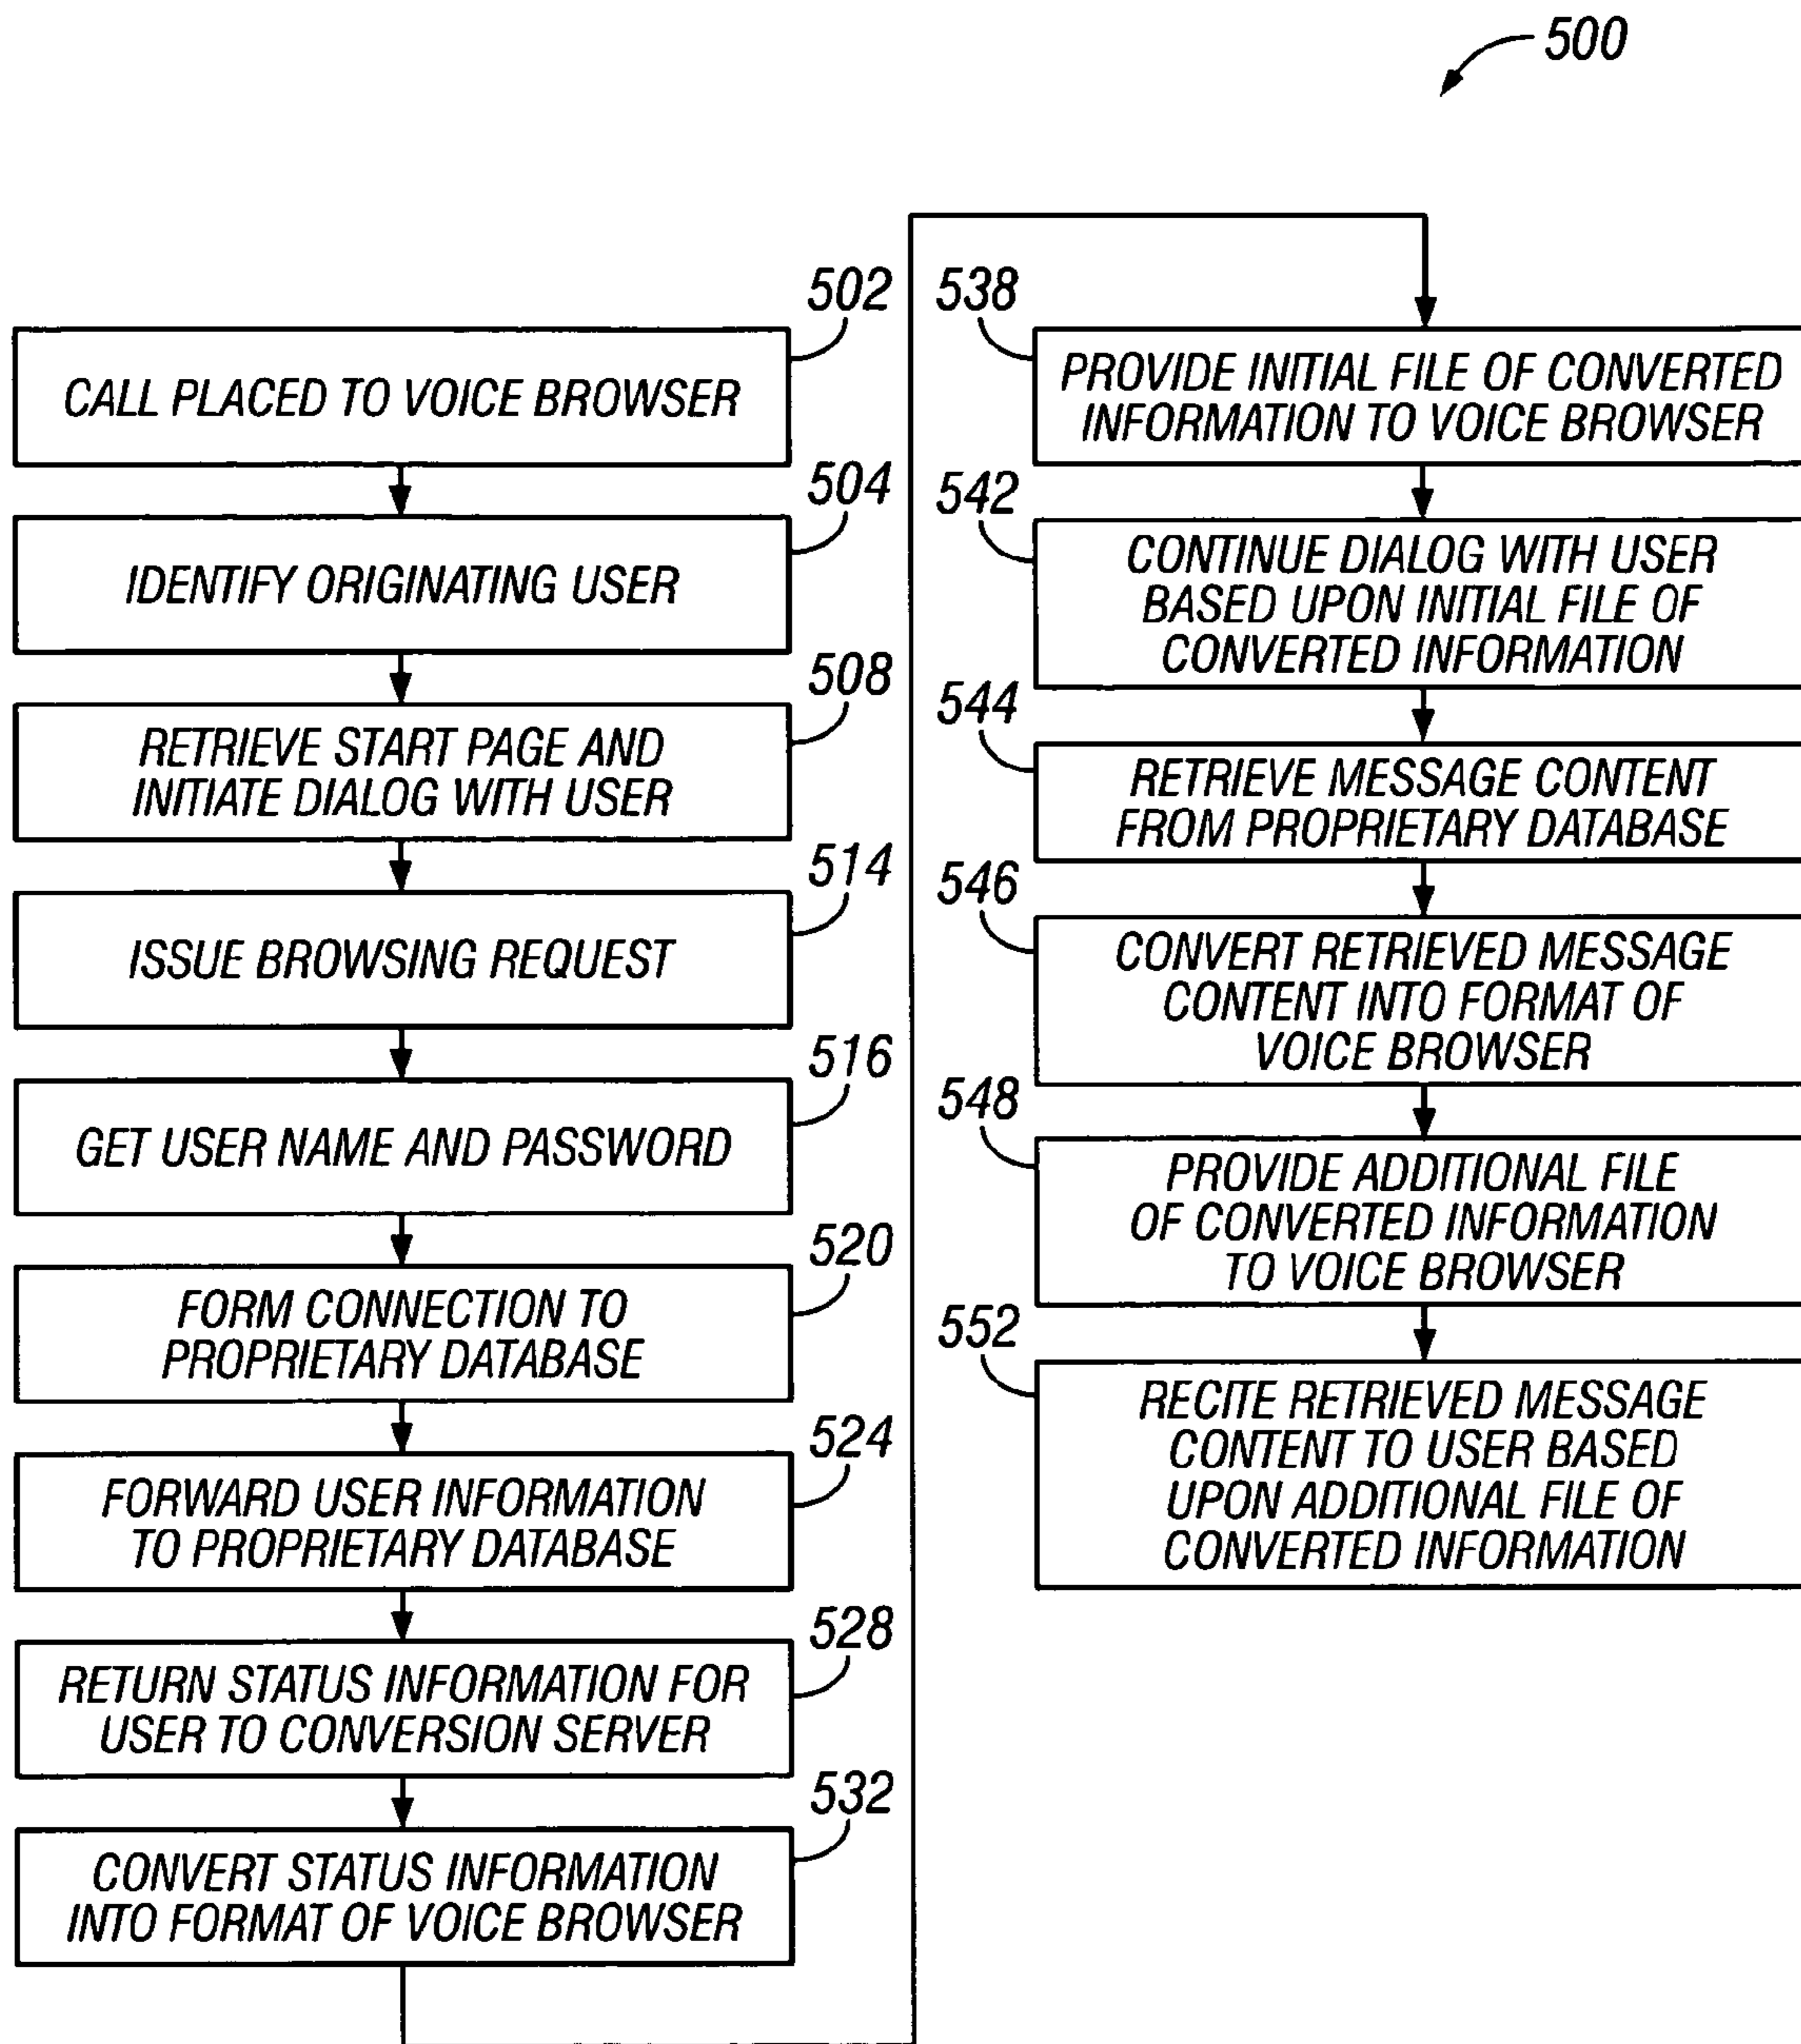 500
502
CALL PLACED TO VOICE BROWSER
504
IDENTIFY ORIGINATING USER
508
RETRIEVE START PAGE AND
INITIATE DIALOG WITH USER
514
ISSUE BROWSING REQUEST
516
GET USER NAME AND PASSWORD
520
FORM CONNECTION TO
PROPRIETARY DATABASE
524
FORWARD USER INFORMATION
TO PROPRIETARY DATABASE
528
RETURN STATUS INFORMATION FOR
USER TO CONVERSION SERVER
532
CONVERT STATUS INFORMATION
INTO FORMAT OF VOICE BROWSER
538
PROVIDE INITIAL FILE OF CONVERTED
INFORMATION TO VOICE BROWSER
542
CONTINUE DIALOG WITH USER
BASED UPON INITIAL FILE OF
CONVERTED INFORMATION
544
RETRIEVE MESSAGE CONTENT
FROM PROPRIETARY DATABASE
546
CONVERT RETRIEVED MESSAGE
CONTENT INTO FORMAT OF
VOICE BROWSER
548
PROVIDE ADDITIONAL FILE
OF CONVERTED INFORMATION
TO VOICE BROWSER
552
RECITE RETRIEVED MESSAGE
CONTENT TO USER BASED
UPON ADDITIONAL FILE OF
CONVERTED INFORMATION